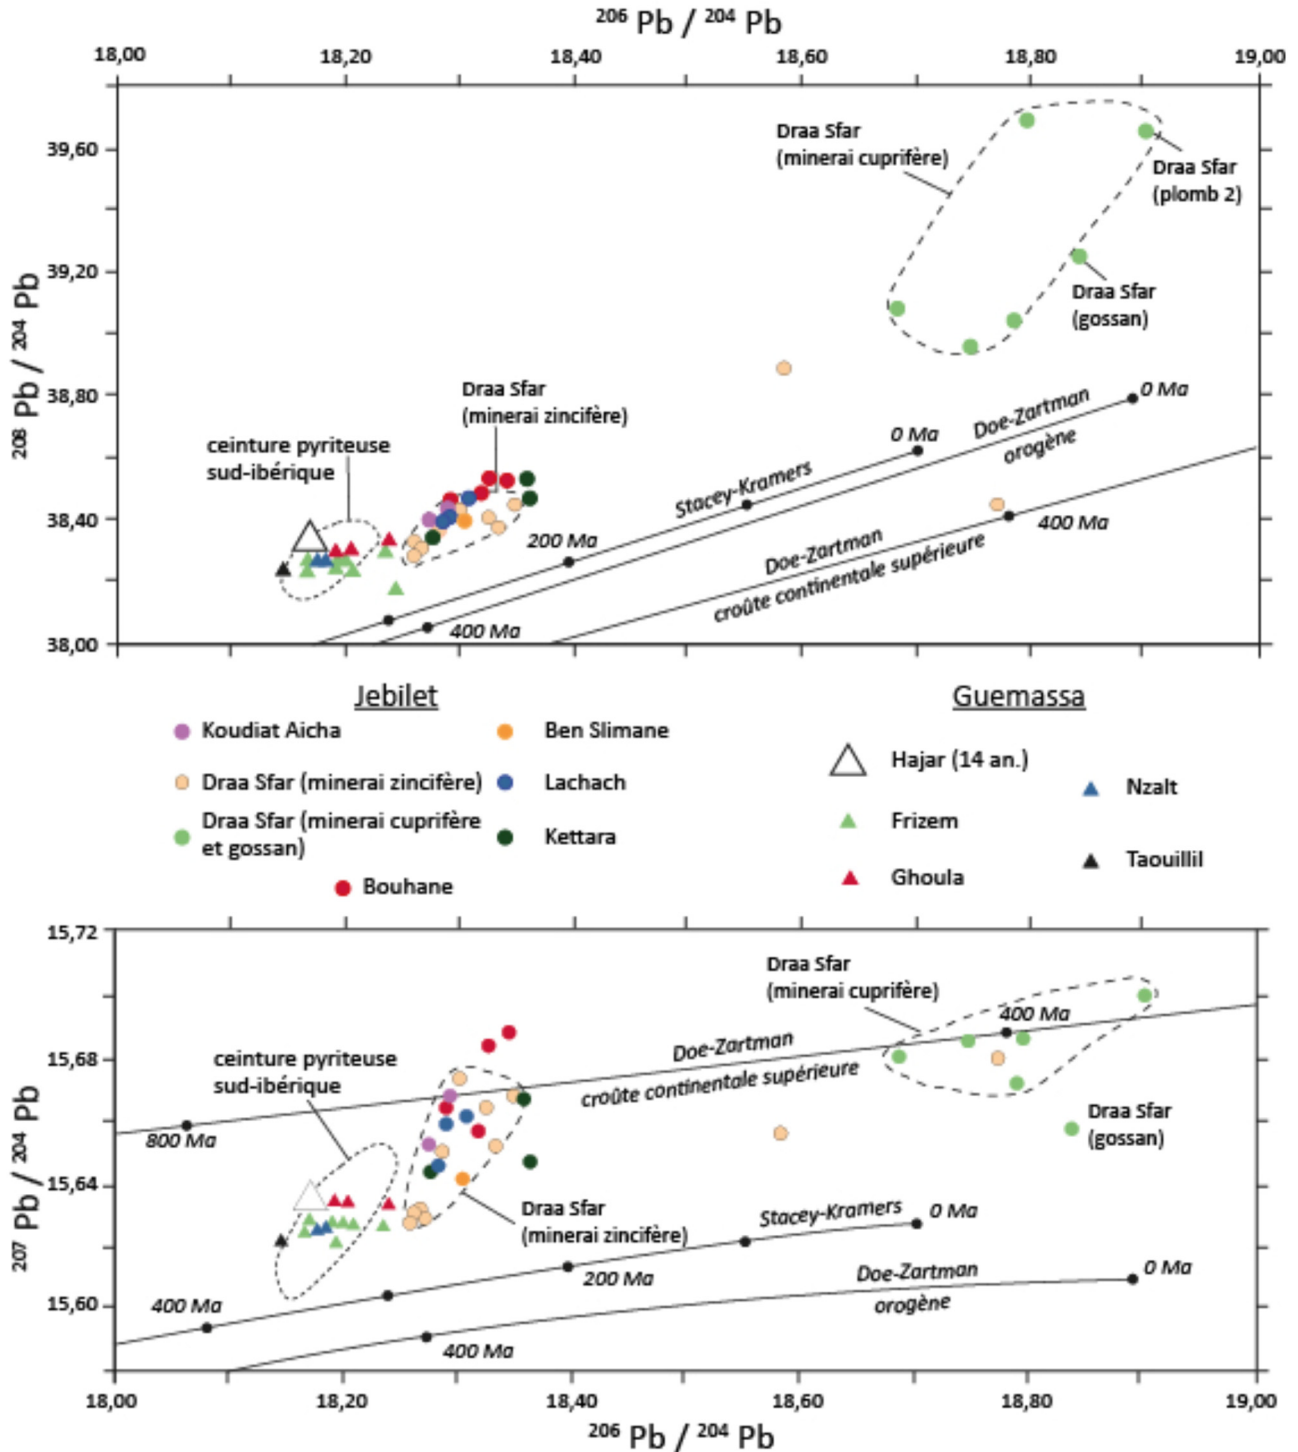 206 Pb / 204 Pb
18,00
18,20
18,40
18,60
18,80
19,00
208 Pb / 204 Pb
39,60
39,20
38,80
38,40
38,00
Draa Sfar
(minerai cuprifère)
Draa Sfar
(plomb 2)
Draa Sfar
(gossan)
Draa Sfar
(minerai zincifère)
ceinture pyriteuse
sud-ibérique
0 Ma
Doe-Zartman
orogène
0 Ma
Stacey-Kramers
200 Ma
400 Ma
Doe-Zartman
croûte continentale supérieure
400 Ma
Jebilet
Koudiat Aicha
Ben Slimane
Draa Sfar (minerai zincifère)
Lachach
Draa Sfar (minerai cuprifère
et gossan)
Kettara
Bouhane
Guemassa
Hajar (14 an.)
Nzalt
Frizem
Taouillil
Ghoula
207 Pb / 204 Pb
15,72
15,68
15,64
15,60
Draa Sfar
(minerai cuprifère)
400 Ma
Doe-Zartman
croûte continentale supérieure
ceinture pyriteuse
sud-ibérique
800 Ma
Draa Sfar
(gossan)
Draa Sfar
(minerai zincifère)
Stacey-Kramers
0 Ma
200 Ma
400 Ma
Doe-Zartman
orogène
0 Ma
400 Ma
18,00
18,20
18,40
18,60
18,80
19,00
206 Pb / 204 Pb